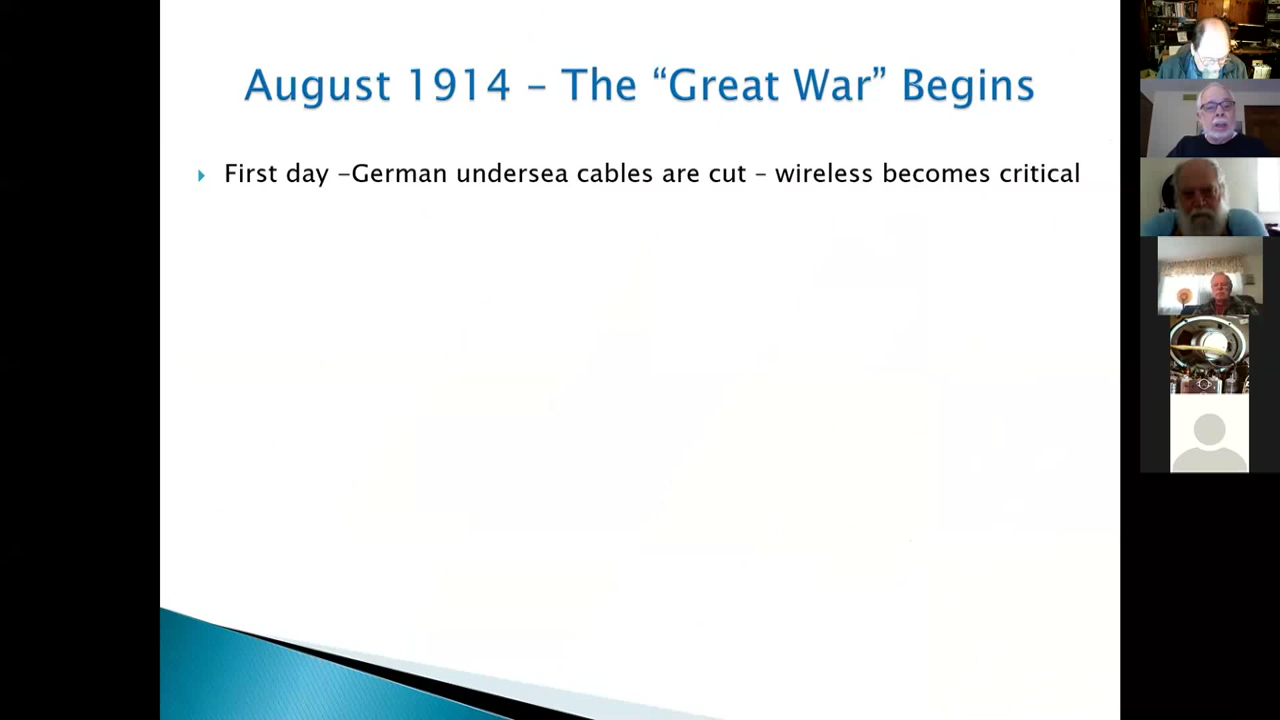 August 1914 – The “Great War” Begins
First day –German undersea cables are cut – wireless becomes critical